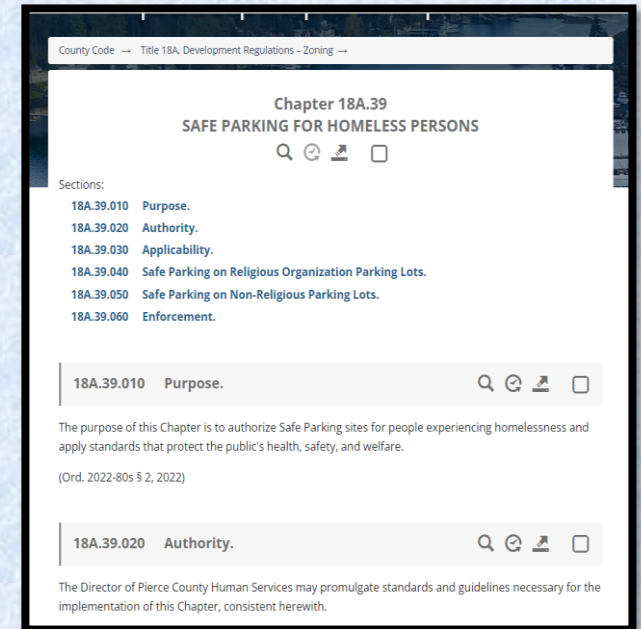 County Code → Title 18A, Development Regulations – Zoning →
Chapter 18A.39
SAFE PARKING FOR HOMELESS PERSONS
Sections:
18A.39.010 Purpose.
18A.39.020 Authority.
18A.39.030 Applicability.
18A.39.040 Safe Parking on Religious Organization Parking Lots.
18A.39.050 Safe Parking on Non-Religious Parking Lots.
18A.39.060 Enforcement.
18A.39.010 Purpose.
The purpose of this Chapter is to authorize Safe Parking sites for people experiencing homelessness and
apply standards that protect the public's health, safety, and welfare.
(Ord. 2022-80s § 2, 2022)
18A.39.020 Authority.
The Director of Pierce County Human Services may promulgate standards and guidelines necessary for the
implementation of this Chapter, consistent herewith.